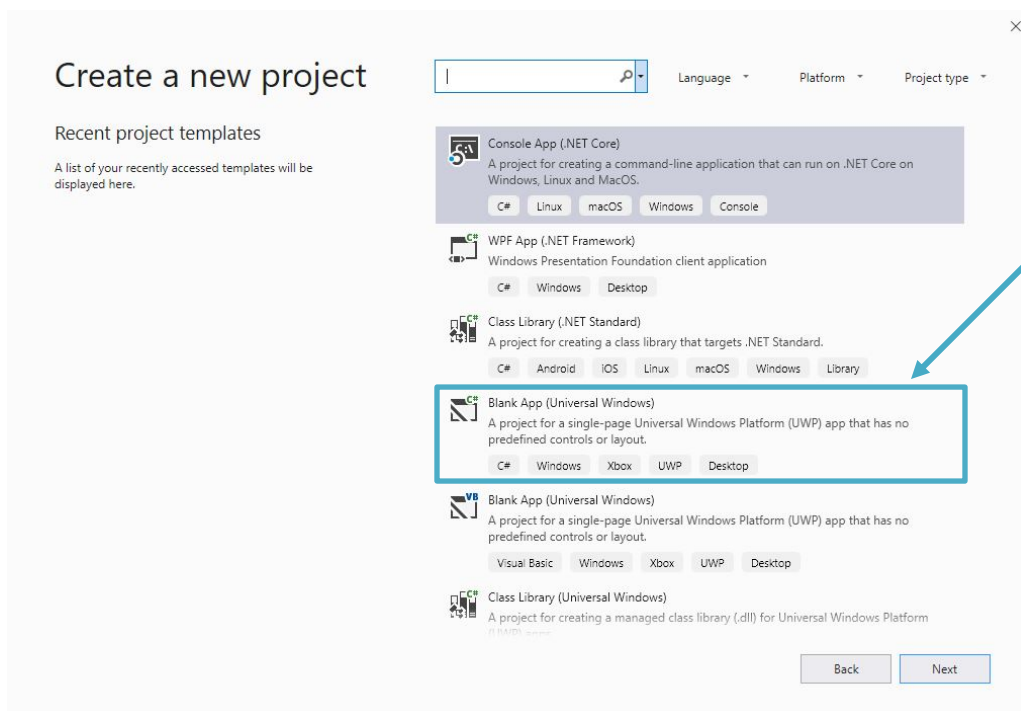 Create a new project
Language
Platform
Project type
Recent project templates
A list of your recently accessed templates will be
displayed here.
C:\
Console App (.NET Core)
A project for creating a command-line application that can run on .NET Core on
Windows, Linux and MacOS.
C# Linux macOS Windows Console
C#
WPF App (.NET Framework)
Windows Presentation Foundation client application
C# Windows Desktop
C#
Class Library (.NET Standard)
A project for creating a class library that targets .NET Standard.
C# Android iOS Linux macOS Windows Library
C#
Blank App (Universal Windows)
A project for a single-page Universal Windows Platform (UWP) app that has no
predefined controls or layout.
C# Windows Xbox UWP Desktop
VB
Blank App (Universal Windows)
A project for a single-page Universal Windows Platform (UWP) app that has no
predefined controls or layout.
Visual Basic Windows Xbox UWP Desktop
C#
Class Library (Universal Windows)
A project for creating a managed class library (.dll) for Universal Windows Platform
(UWP) apps
Back Next